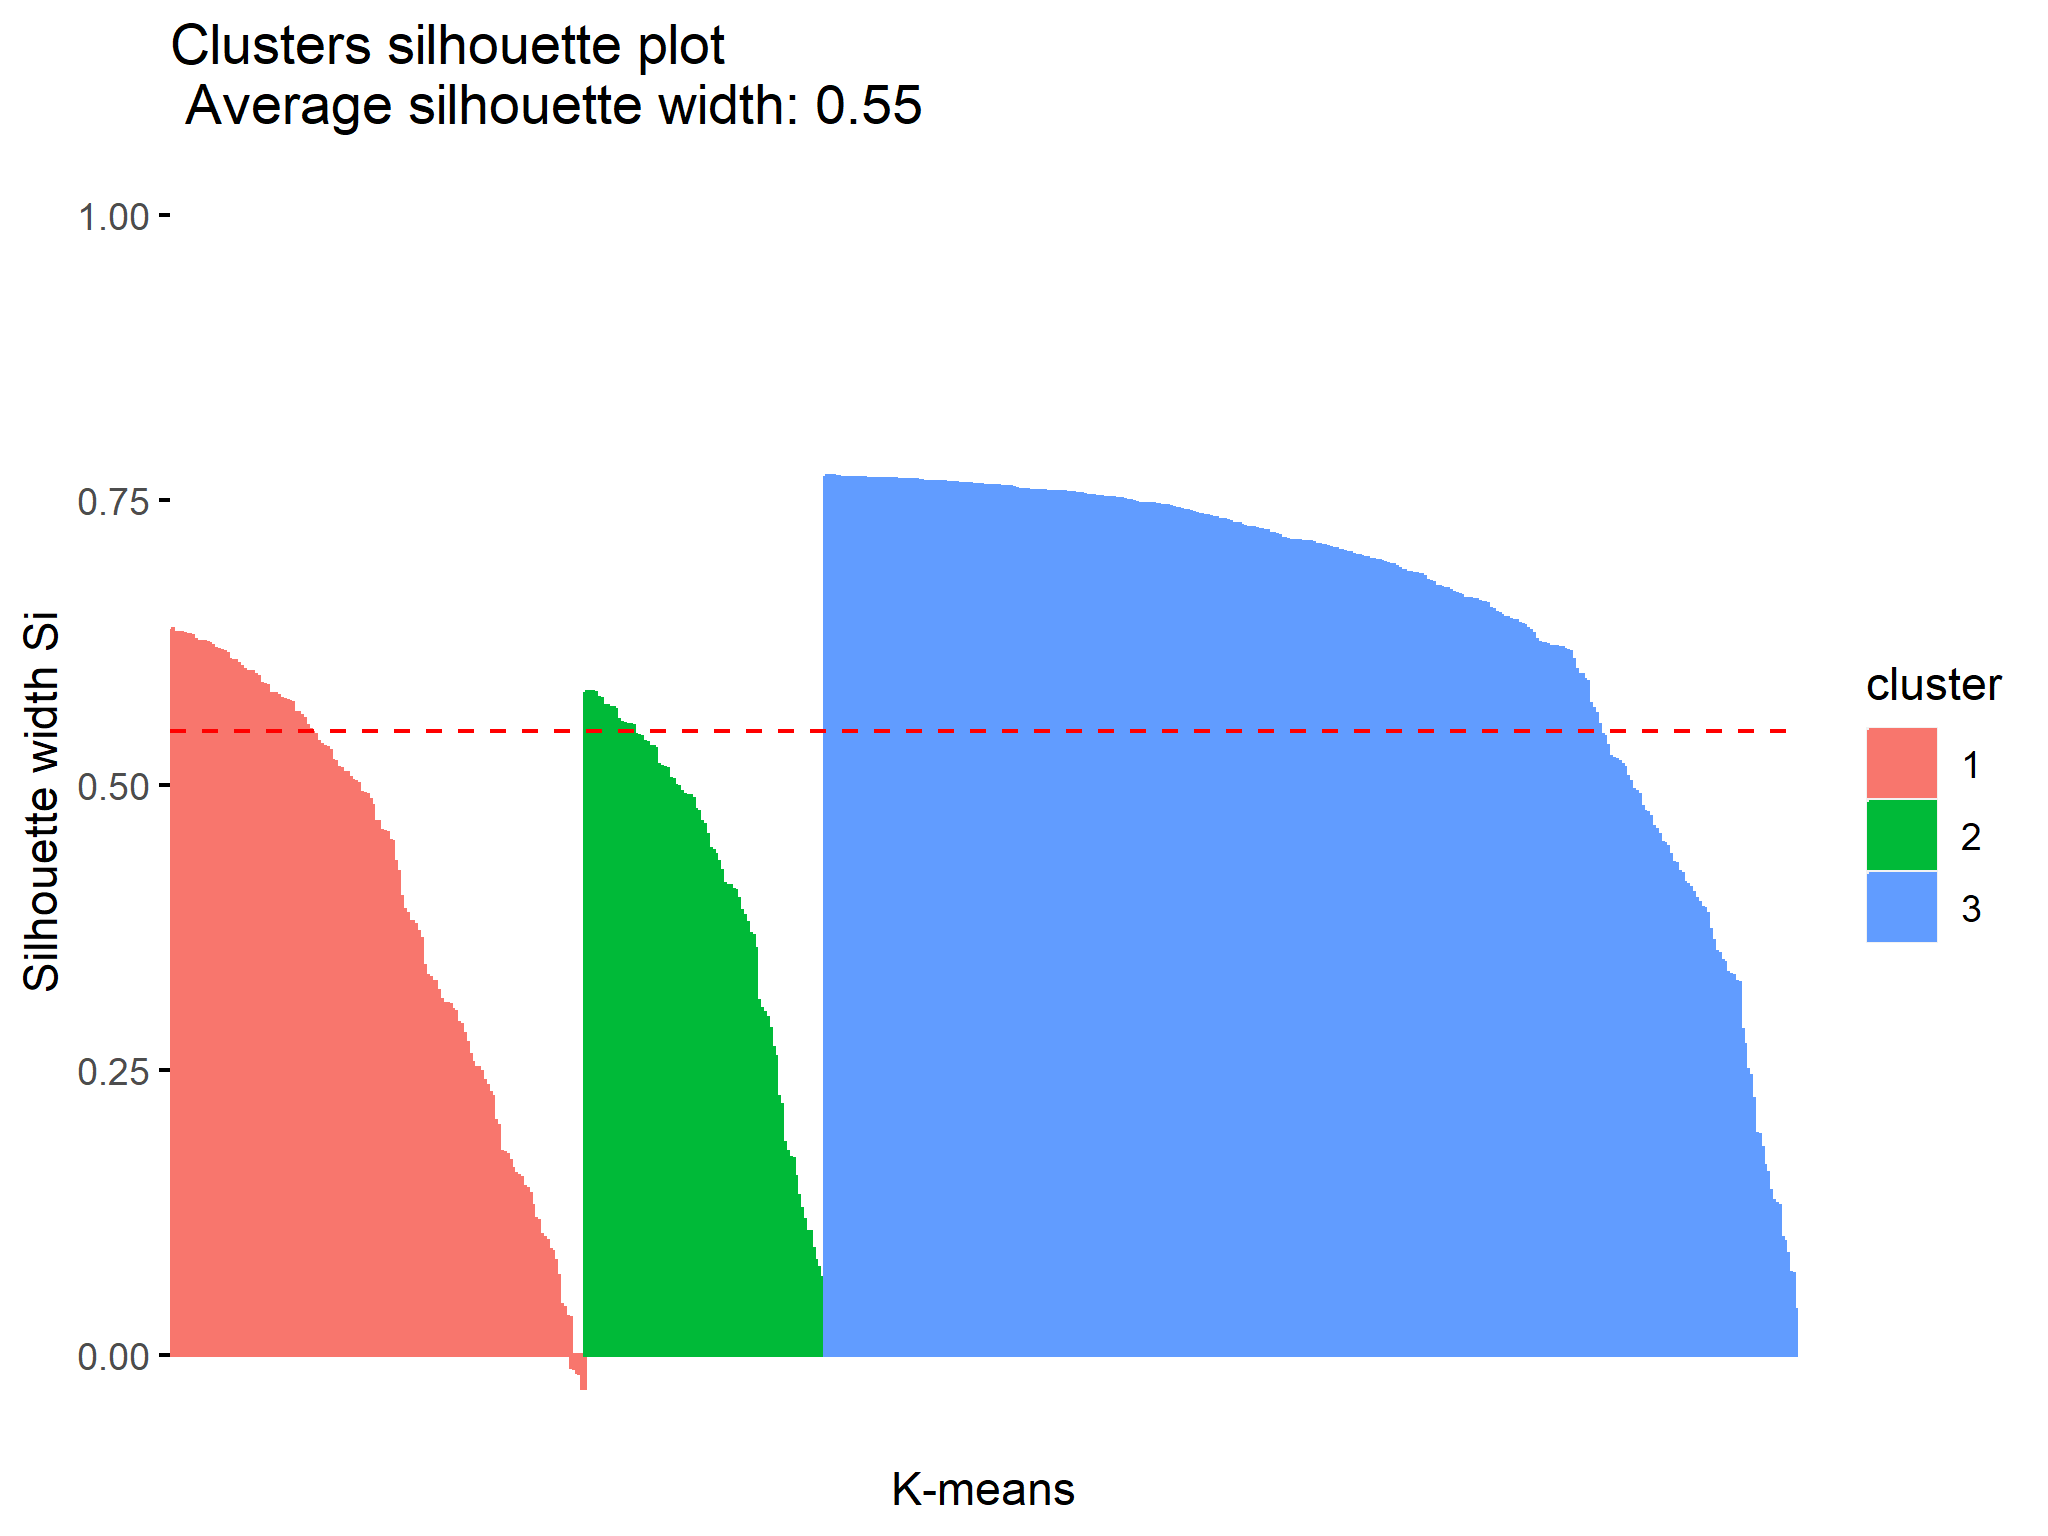 Clusters silhouette plot
Average silhouette width: 0.55
1.00
0.75
0.50
0.25
0.00
Silhouette width Si
K-means
cluster
1
2
3